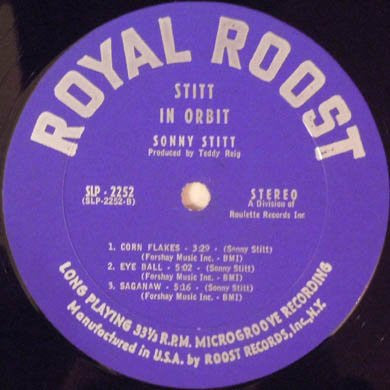 ROYAL ROOST
STITT
IN ORBIT
SONNY STITT
Produced by Teddy Reig
SLP - 2252
(SLP-2252-B)
STEREO
A Division of
Roulette Records Inc
1. CORN FLAKES - 3:29 - (Sonny Stitt)
(Forshay Music Inc. - BMI)
2. EYE BALL - 5:02 - (Sonny Stitt)
(Forshay Music Inc. - BMI)
3. SAGANAW - 5:16 - (Sonny Stitt)
(Forshay Music Inc. - BMI)
LONG PLAYING 33⅓ R.P.M. MICROGROOVE RECORDING
Manufactured in U.S.A. by ROOST RECORDS, Inc., N.Y.